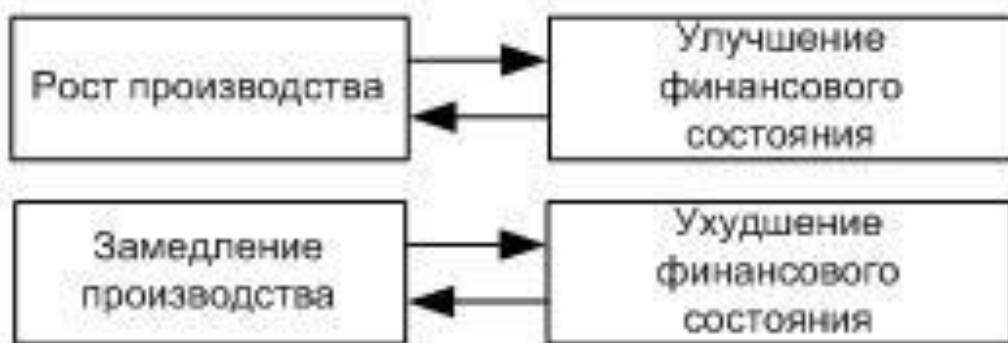 Рост производства
Улучшение
финансового
состояния
Замедление
производства
Ухудшение
финансового
состояния